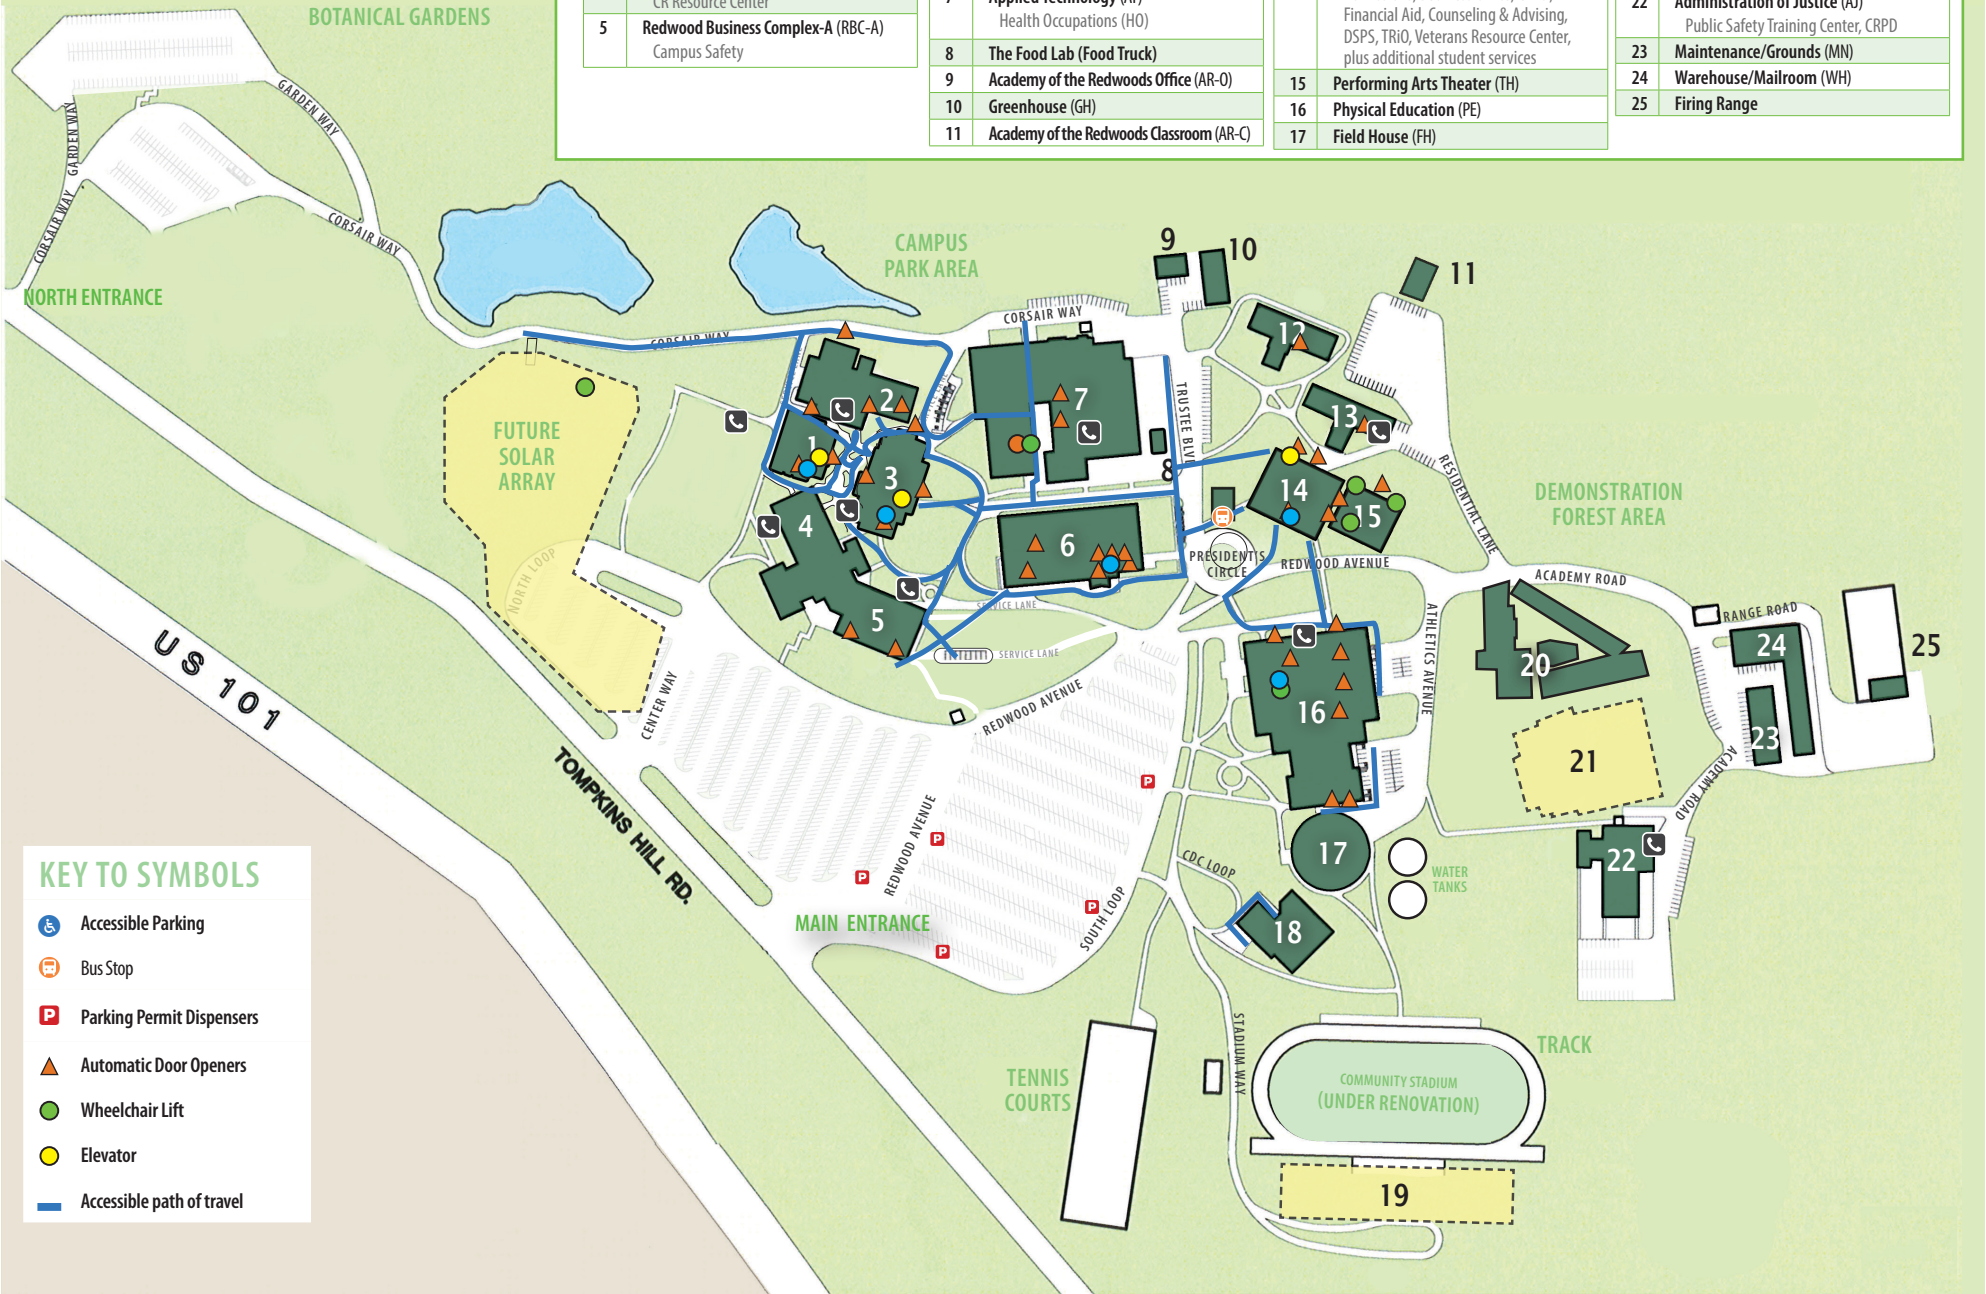 CR Resource Center
5 Redwood Business Complex-A (RBC-A)
Campus Safety
7 Applied Technology (AT)
Health Occupations (HO)
8 The Food Lab (Food Truck)
9 Academy of the Redwoods Office (AR-O)
10 Greenhouse (GH)
11 Academy of the Redwoods Classroom (AR-C)
Financial Aid, Counseling & Advising,
DSPS, TRiO, Veterans Resource Center,
plus additional student services
15 Performing Arts Theater (TH)
16 Physical Education (PE)
17 Field House (FH)
22 Administration of Justice (AJ)
Public Safety Training Center, CRPD
23 Maintenance/Grounds (MN)
24 Warehouse/Mailroom (WH)
25 Firing Range
BOTANICAL GARDENS
GARDEN WAY
GARDEN WAY
CORSAIR WAY
CORSAIR WAY
NORTH ENTRANCE
CAMPUS
PARK AREA
CORSAIR WAY
CORSAIR WAY
9
10
11
12
13
TRUSTEE BLVD
RESIDENTIAL LANE
FUTURE
SOLAR
ARRAY
1
2
3
4
5
6
7
8
14
15
DEMONSTRATION
FOREST AREA
NORTH LOOP
PRESIDENT'S
CIRCLE
REDWOOD AVENUE
ACADEMY ROAD
RANGE ROAD
SERVICE LANE
SERVICE LANE
ATHLETICS AVENUE
US 101
CENTER WAY
REDWOOD AVENUE
16
20
21
23
24
25
ACADEMY ROAD
TOMPKINS HILL RD.
REDWOOD AVENUE
P
P
P
P
P
MAIN ENTRANCE
SOUTH LOOP
CDC LOOP
17
18
WATER
TANKS
22
KEY TO SYMBOLS
Accessible Parking
Bus Stop
P Parking Permit Dispensers
Automatic Door Openers
Wheelchair Lift
Elevator
Accessible path of travel
TENNIS
COURTS
STADIUM WAY
TRACK
COMMUNITY STADIUM
(UNDER RENOVATION)
19